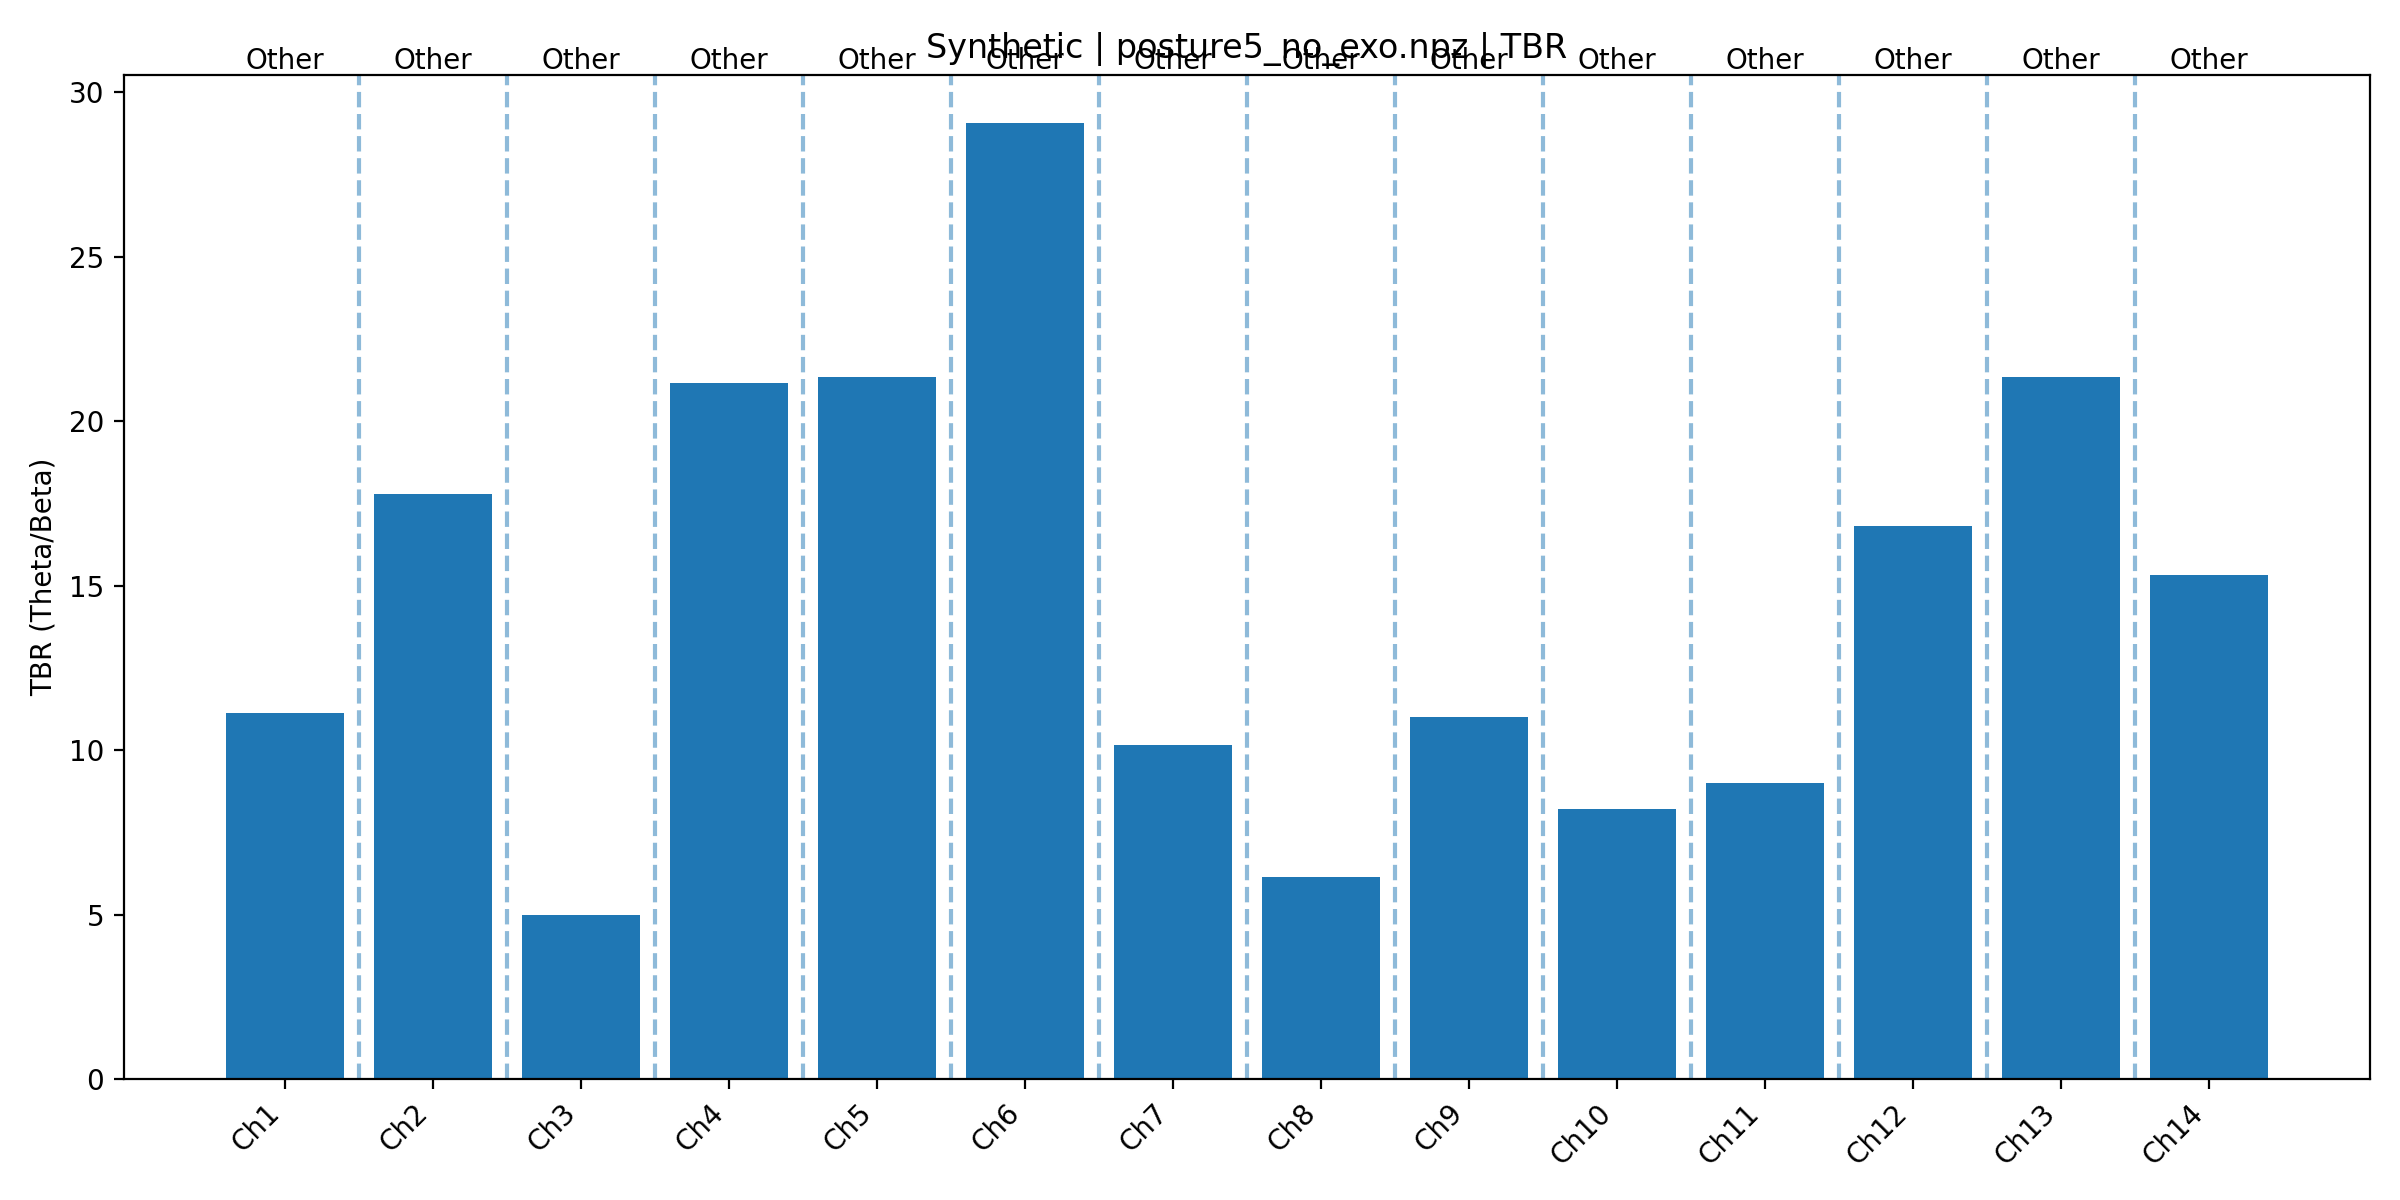 Synthetic | posture5_no_exo.npz | TBR
Other Other Other Other Other Other Other Other Other Other Other Other Other Other
30
25
20
15
10
5
0
TBR (Theta/Beta)
Ch1 Ch2 Ch3 Ch4 Ch5 Ch6 Ch7 Ch8 Ch9 Ch10 Ch11 Ch12 Ch13 Ch14